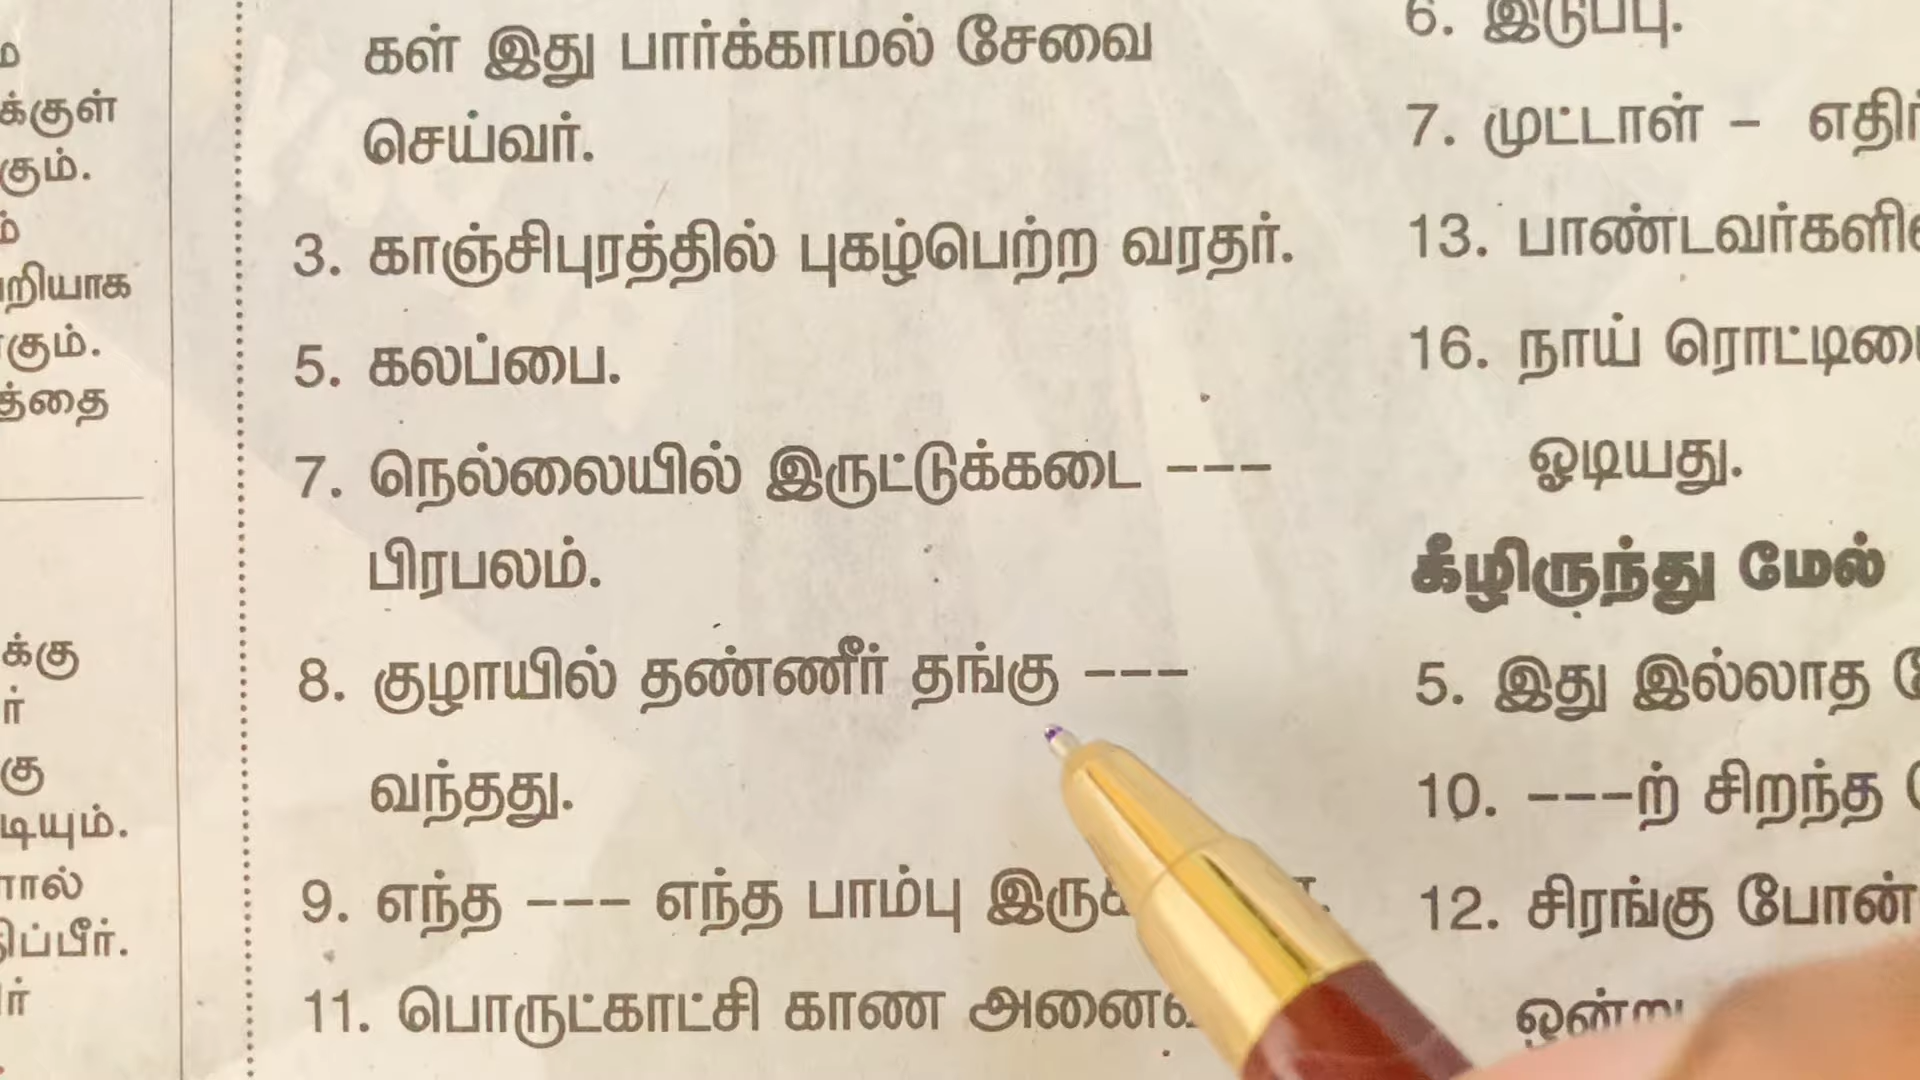 க்குள்
கும்.
கும்.
த்தை
க்கு
ர்
கு
டியும்.
ர்
கள் இது பார்க்காமல் சேவை
செய்வர்.
3. காஞ்சிபுரத்தில் புகழ்பெற்ற வரதர்.
5. கலப்பை.
7. நெல்லையில் இருட்டுக்கடை ---
பிரபலம்.
8. குழாயில் தண்ணீர் தங்கு ---
வந்தது.
9. எந்த --- எந்த பாம்பு
11. பொருட்காட்சி காண
6. இடுப்பு.
7. முட்டாள் – எதிர்
13.
16. நாய்
ஓடியது.
கீழிருந்து மேல்
5. இது இல்லாத
10. ---ற் சிறந்த
12. சிரங்கு போன்